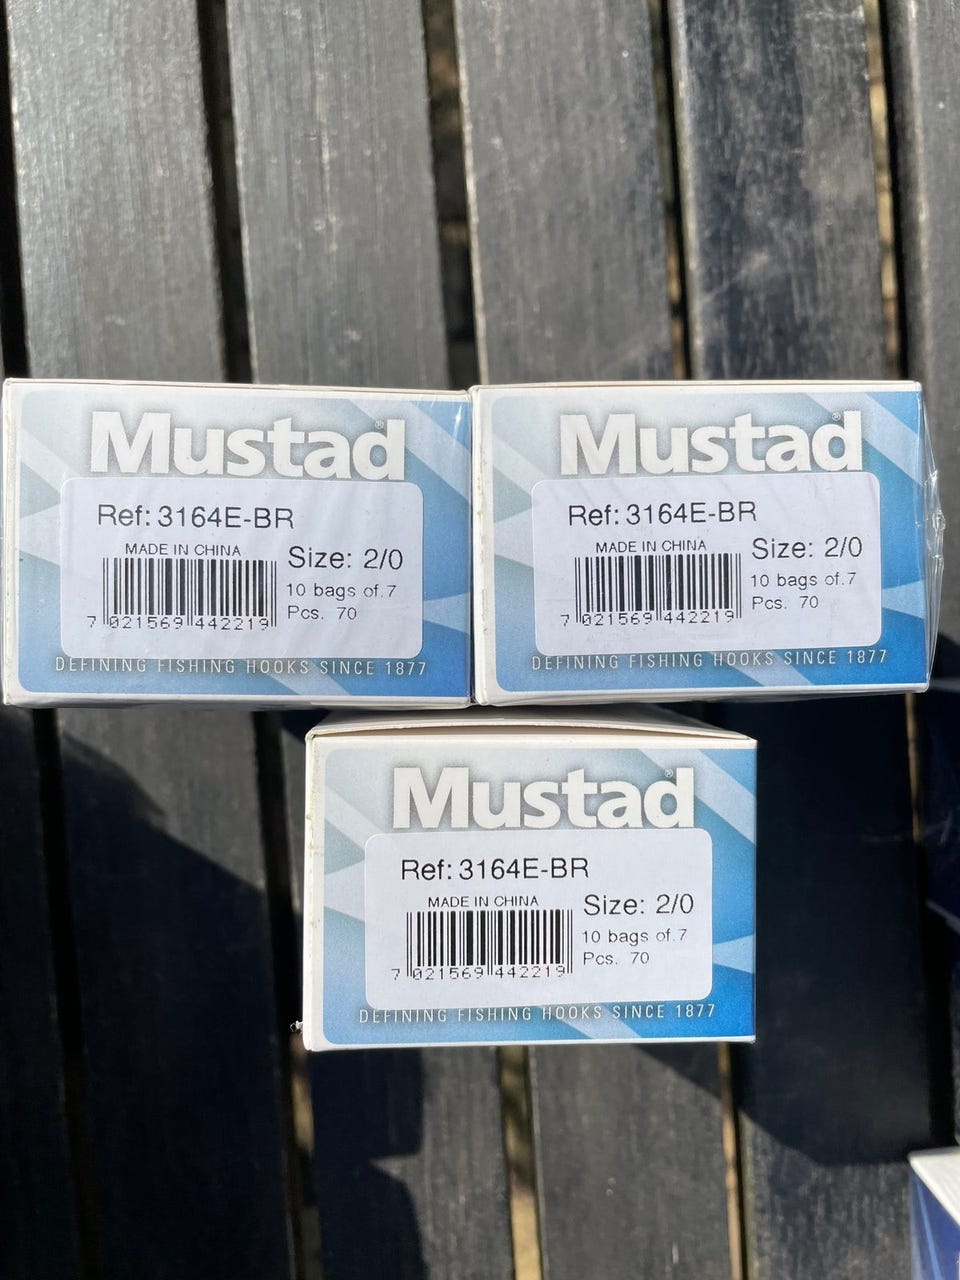 Mustad®
Ref: 3164E-BR
MADE IN CHINA
Size: 2/0
10 bags of.7
Pcs. 70
7 021569 442219
DEFINING FISHING HOOKS SINCE 1877
Mustad®
Ref: 3164E-BR
MADE IN CHINA
Size: 2/0
10 bags of.7
Pcs. 70
7 021569 442219
DEFINING FISHING HOOKS SINCE 1877
Mustad®
Ref: 3164E-BR
MADE IN CHINA
Size: 2/0
10 bags of.7
Pcs. 70
7 021569 442219
DEFINING FISHING HOOKS SINCE 1877